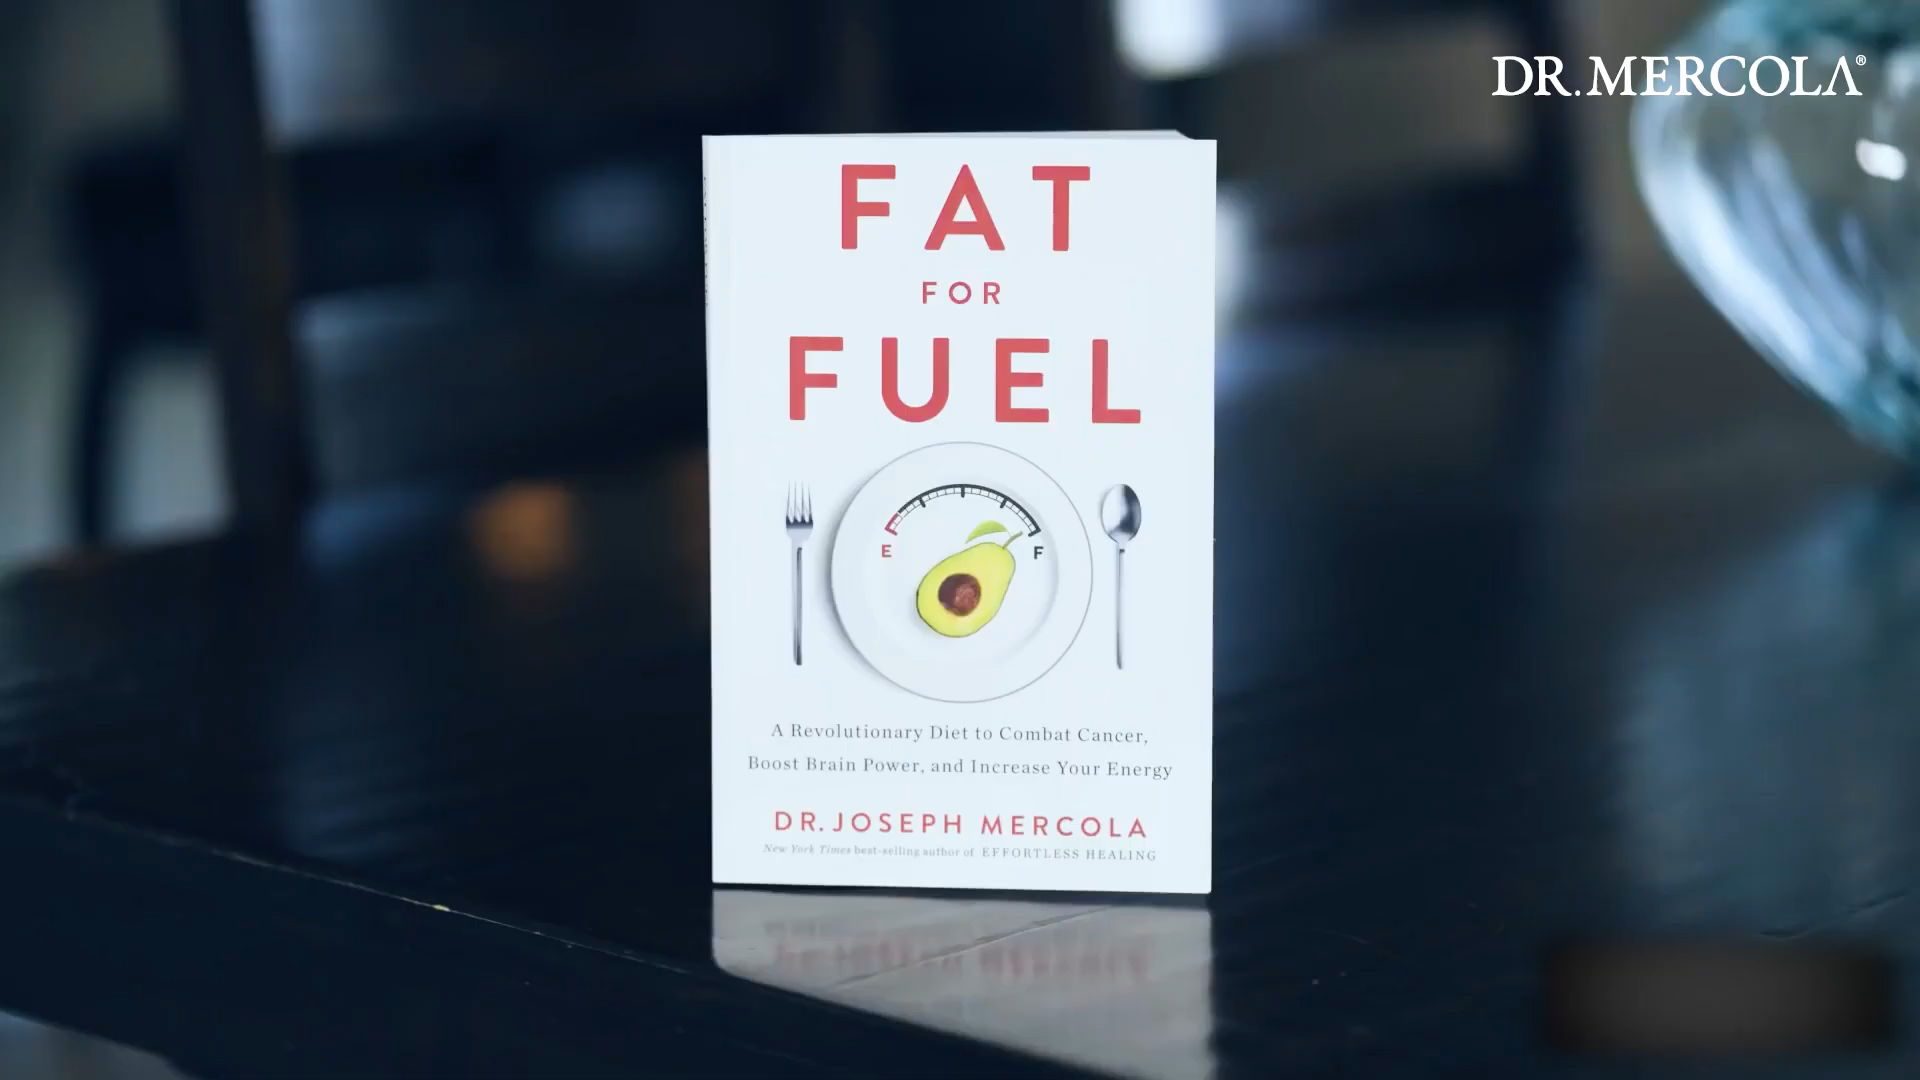 DR. MERCOLA®
FAT
FOR
FUEL
E
F
A Revolutionary Diet to Combat Cancer,
Boost Brain Power, and Increase Your Energy
DR. JOSEPH MERCOLA
New York Times best-selling author of EFFORTLESS HEALING